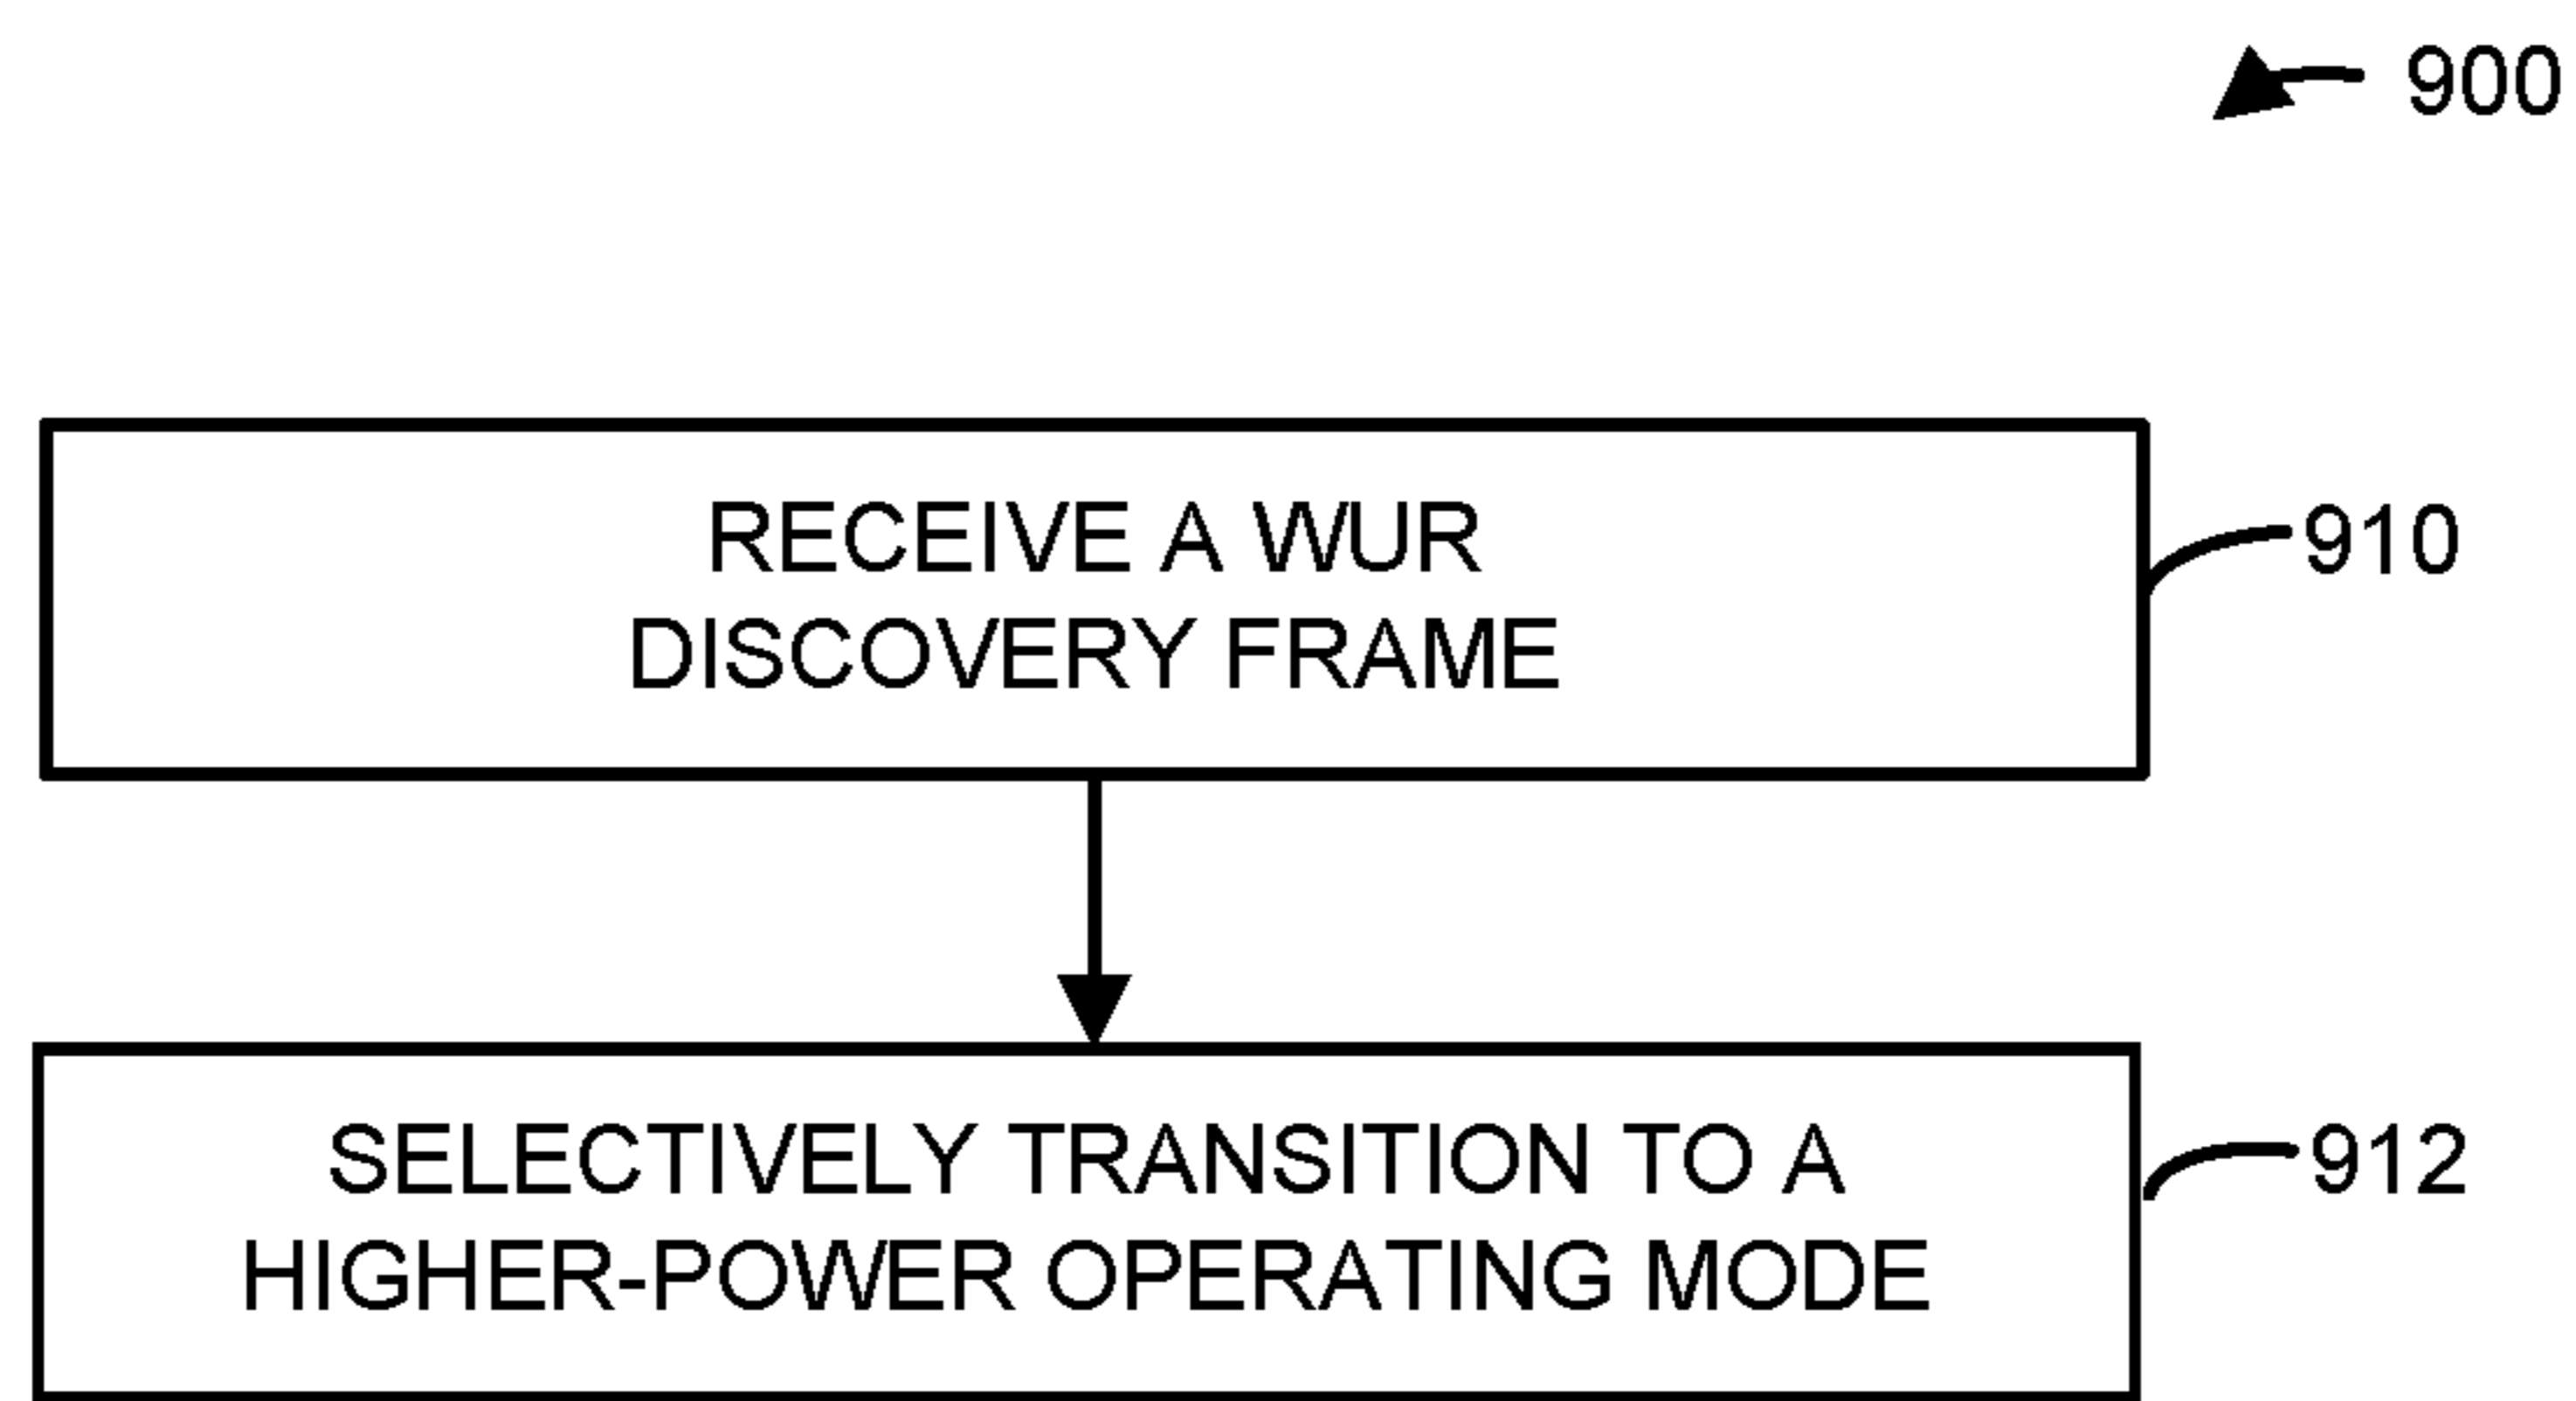 900
RECEIVE A WUR
DISCOVERY FRAME
910
SELECTIVELY TRANSITION TO A
HIGHER-POWER OPERATING MODE
912